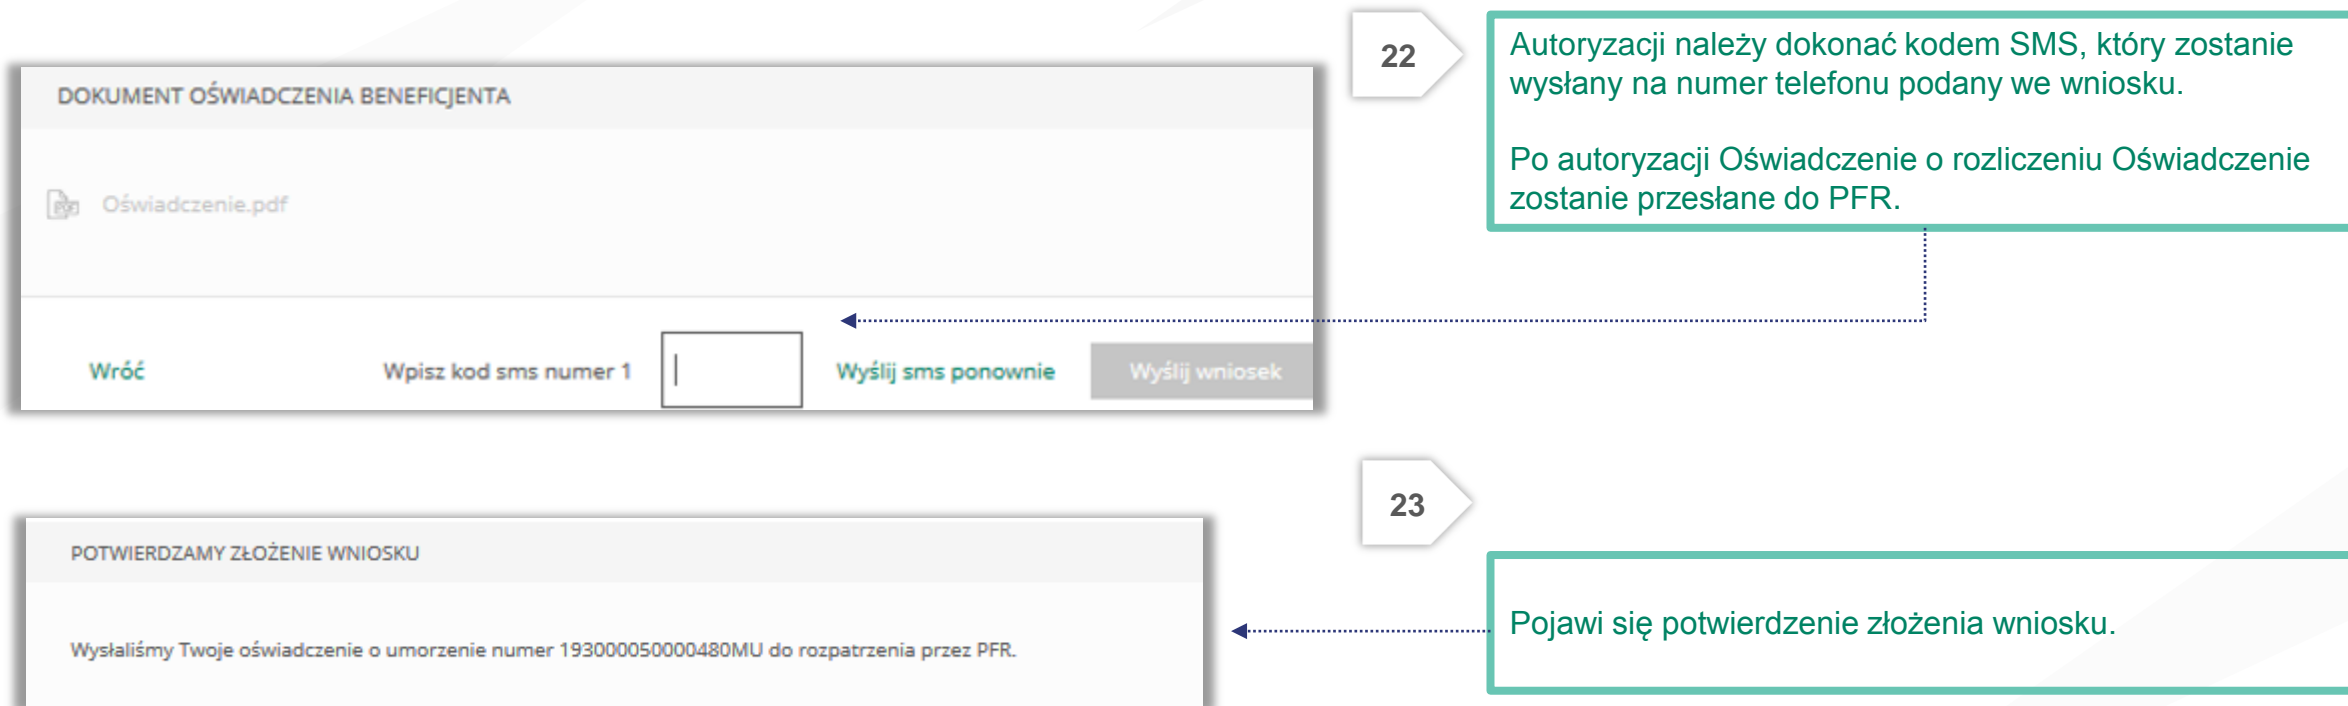 22
Autoryzacji należy dokonać kodem SMS, który zostanie
wysłany na numer telefonu podany we wniosku.
Po autoryzacji Oświadczenie o rozliczeniu Oświadczenie
zostanie przesłane do PFR.
DOKUMENT OŚWIADCZENIA BENEFICJENTA
Oświadczenie.pdf
Wróć Wpisz kod sms numer 1 Wyślij sms ponownie Wyślij wniosek
23
Pojawi się potwierdzenie złożenia wniosku.
POTWIERDZAMY ZŁOŻENIE WNIOSKU
Wysłaliśmy Twoje oświadczenie o umorzenie numer 193000050000480MU do rozpatrzenia przez PFR.